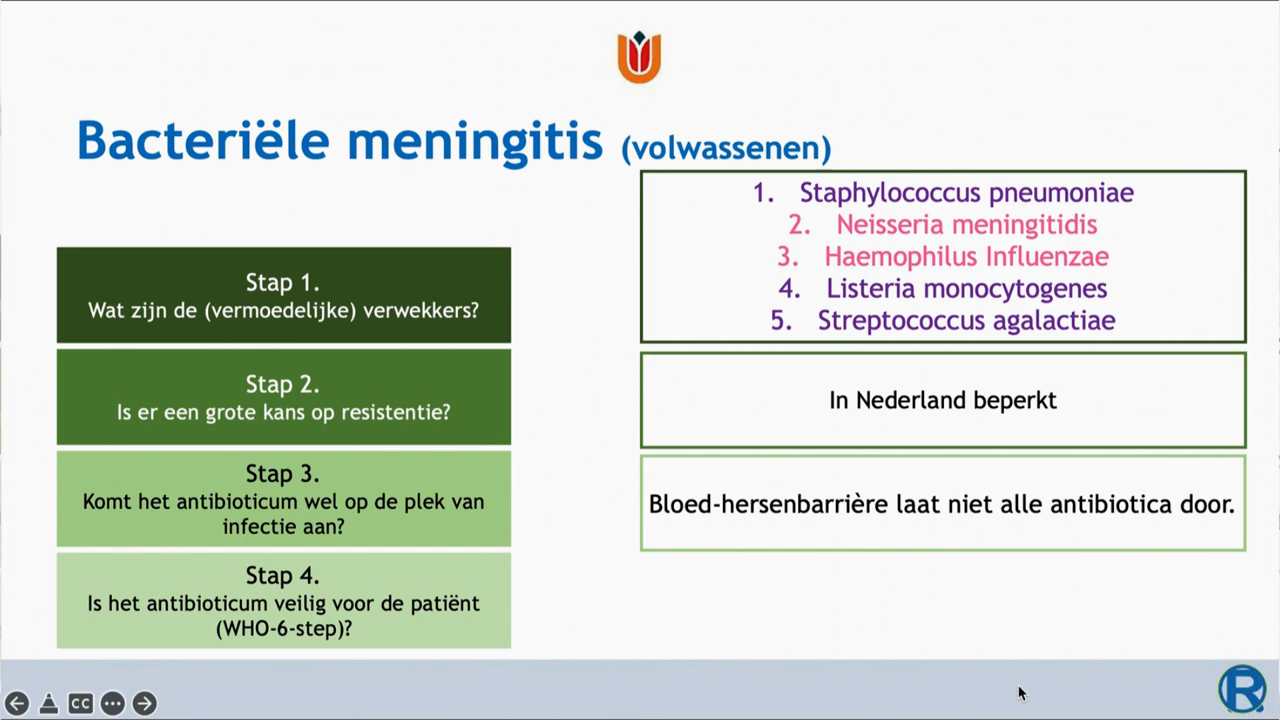 Bacteriële meningitis (volwassenen)
1. Staphylococcus pneumoniae
2. Neisseria meningitidis
3. Haemophilus Influenzae
4. Listeria monocytogenes
5. Streptococcus agalactiae
Stap 1.
Wat zijn de (vermoedelijke) verwekkers?
Stap 2.
Is er een grote kans op resistentie?
In Nederland beperkt
Stap 3.
Komt het antibioticum wel op de plek van
infectie aan?
Bloed-hersenbarrière laat niet alle antibiotica door.
Stap 4.
Is het antibioticum veilig voor de patiënt
(WHO-6-step)?
CC
R